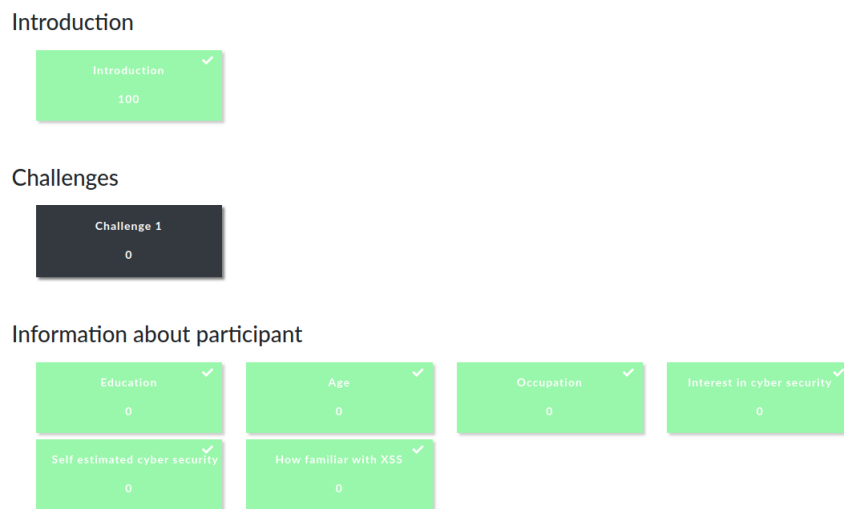 Introduction
Introduction
100
Challenges
Challenge 1
0
Information about participant
Education
0
Age
0
Occupation
0
Interest in cyber security
0
Self estimated cyber security
0
How familiar with XSS
0